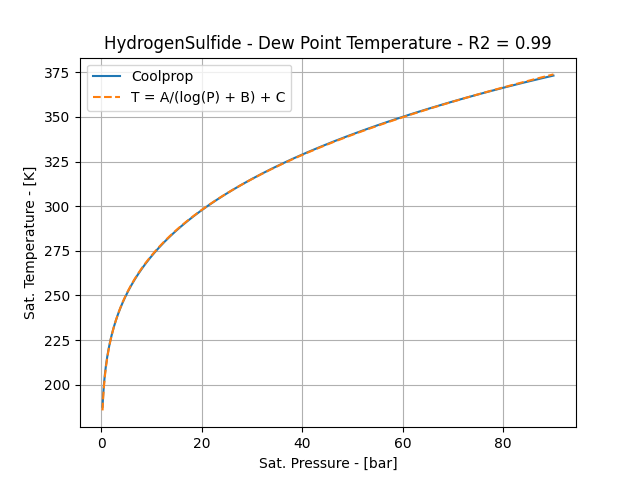 HydrogenSulfide - Dew Point Temperature - R2 = 0.99
Coolprop
T = A/(log(P) + B) + C
Sat. Temperature - [K]
375
350
325
300
275
250
225
200
0 20 40 60 80
Sat. Pressure - [bar]